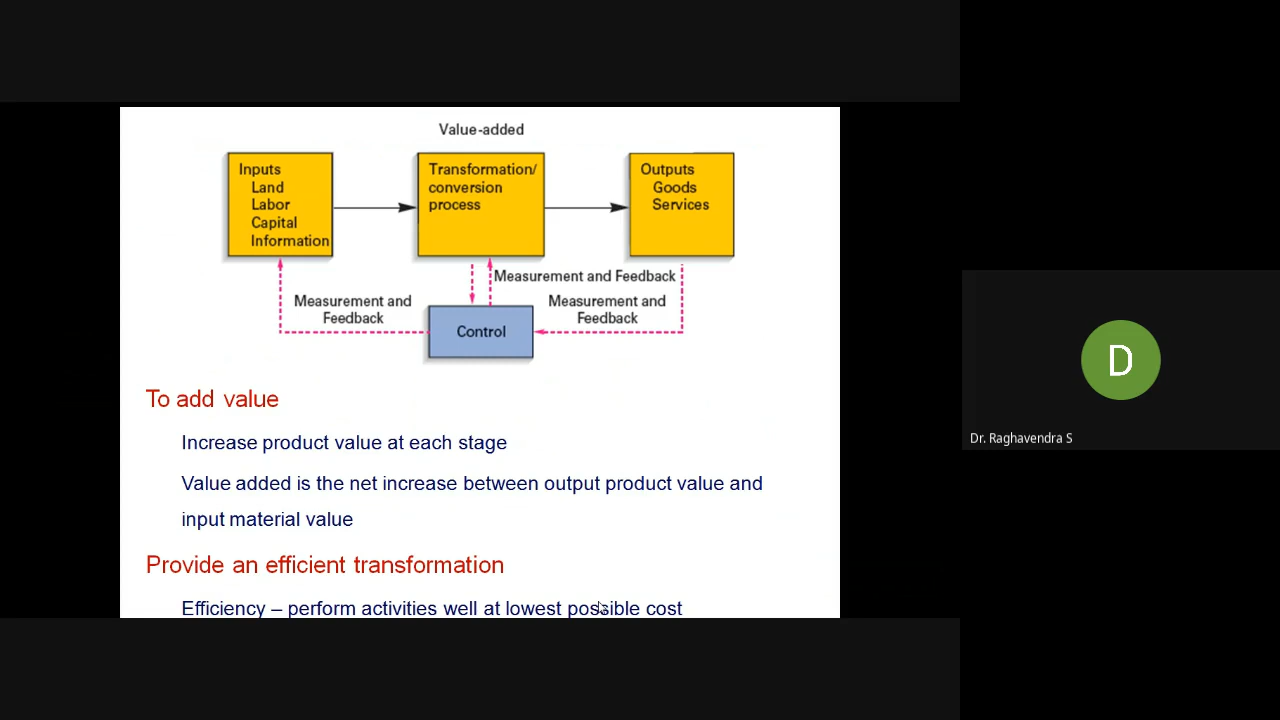 Value-added
Inputs
Land
Labor
Capital
Information
Transformation/
conversion
process
Outputs
Goods
Services
Measurement and Feedback
Measurement and
Feedback
Measurement and
Feedback
Control
To add value
Increase product value at each stage
Value added is the net increase between output product value and
input material value
Provide an efficient transformation
Efficiency – perform activities well at lowest possible cost
D
Dr. Raghavendra S